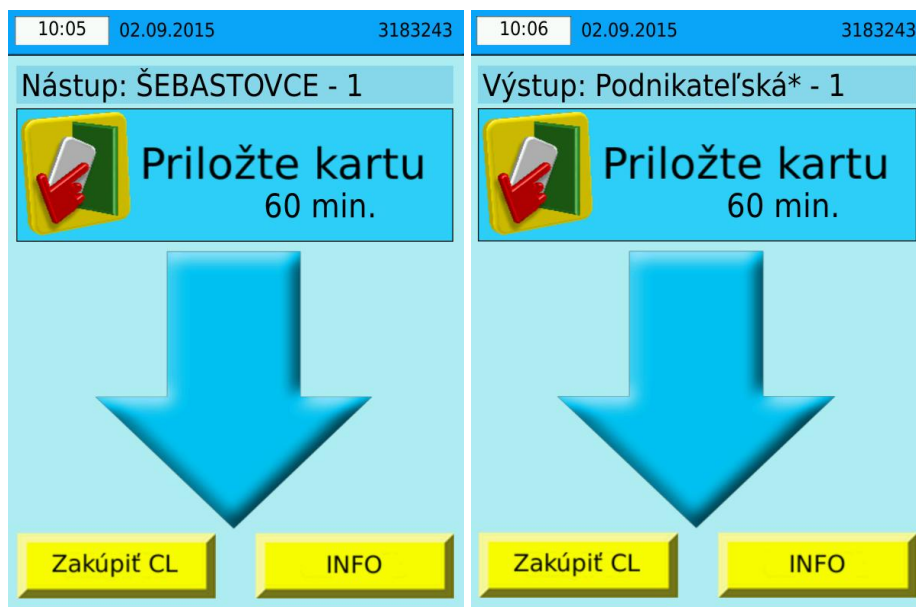 10:05 02.09.2015 3183243
Nástup: ŠEBASTOVCE - 1
Priložte kartu
60 min.
Zakúpiť CL INFO
10:06 02.09.2015 3183243
Výstup: Podnikateľská* - 1
Priložte kartu
60 min.
Zakúpiť CL INFO